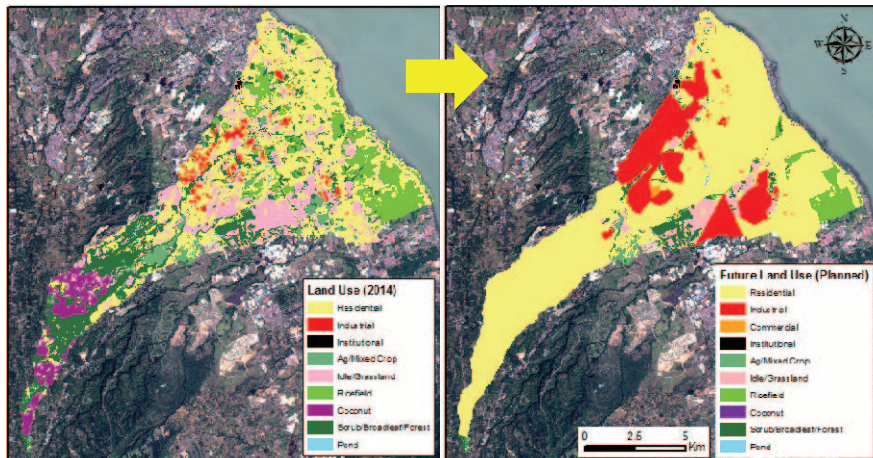 Land Use (2014)
Residential
Industrial
Institutional
Ag/Mixed Crop
Idle/Grassland
Ricefield
Coconut
Scrub/Broadleaf/Forest
Pond
N
W E
S
Future Land Use (Planned)
Residential
Industrial
Commercial
Institutional
Ag/Mixed Crop
Idle/Grassland
Ricefield
Coconut
Scrub/Broadleaf/Forest
Pond
0 2.5 5
Km